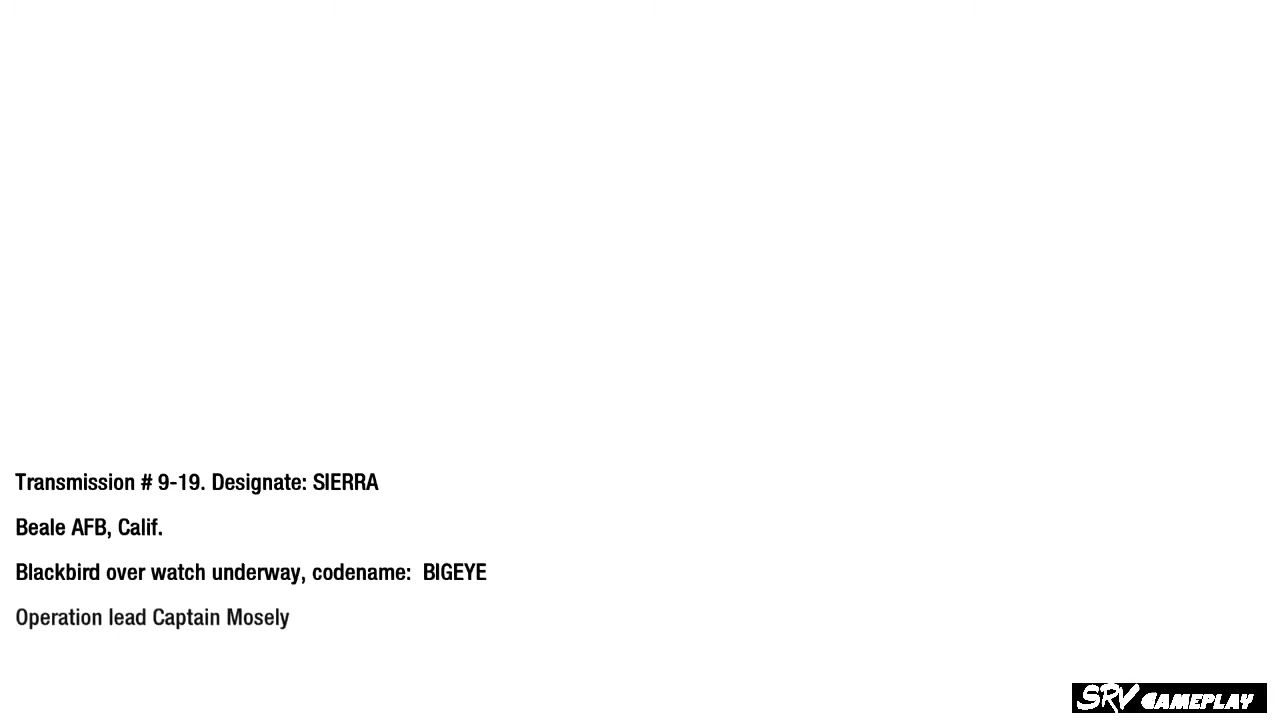 Transmission # 9-19. Designate: SIERRA
Beale AFB, Calif.
Blackbird over watch underway, codename:  BIGEYE
Operation lead Captain Mosely
SRV GAMEPLAY